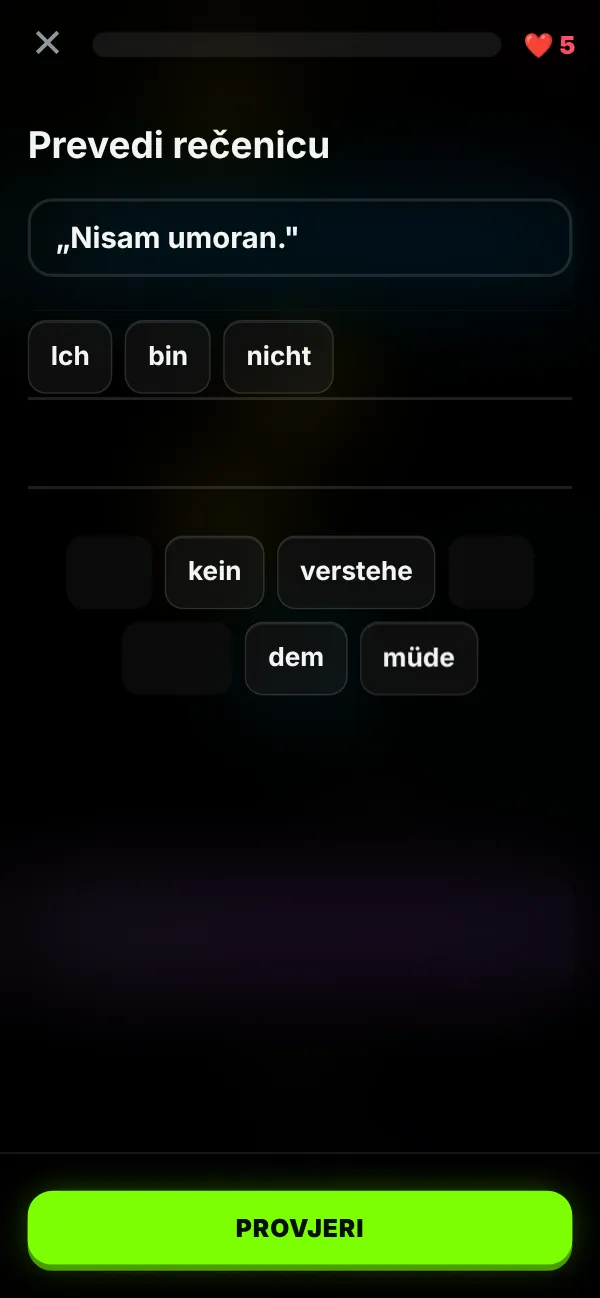 ✕ ❤️ 5
Prevedi rečenicu
„Nisam umoran."
Ich bin nicht
kein verstehe
dem müde
PROVJERI